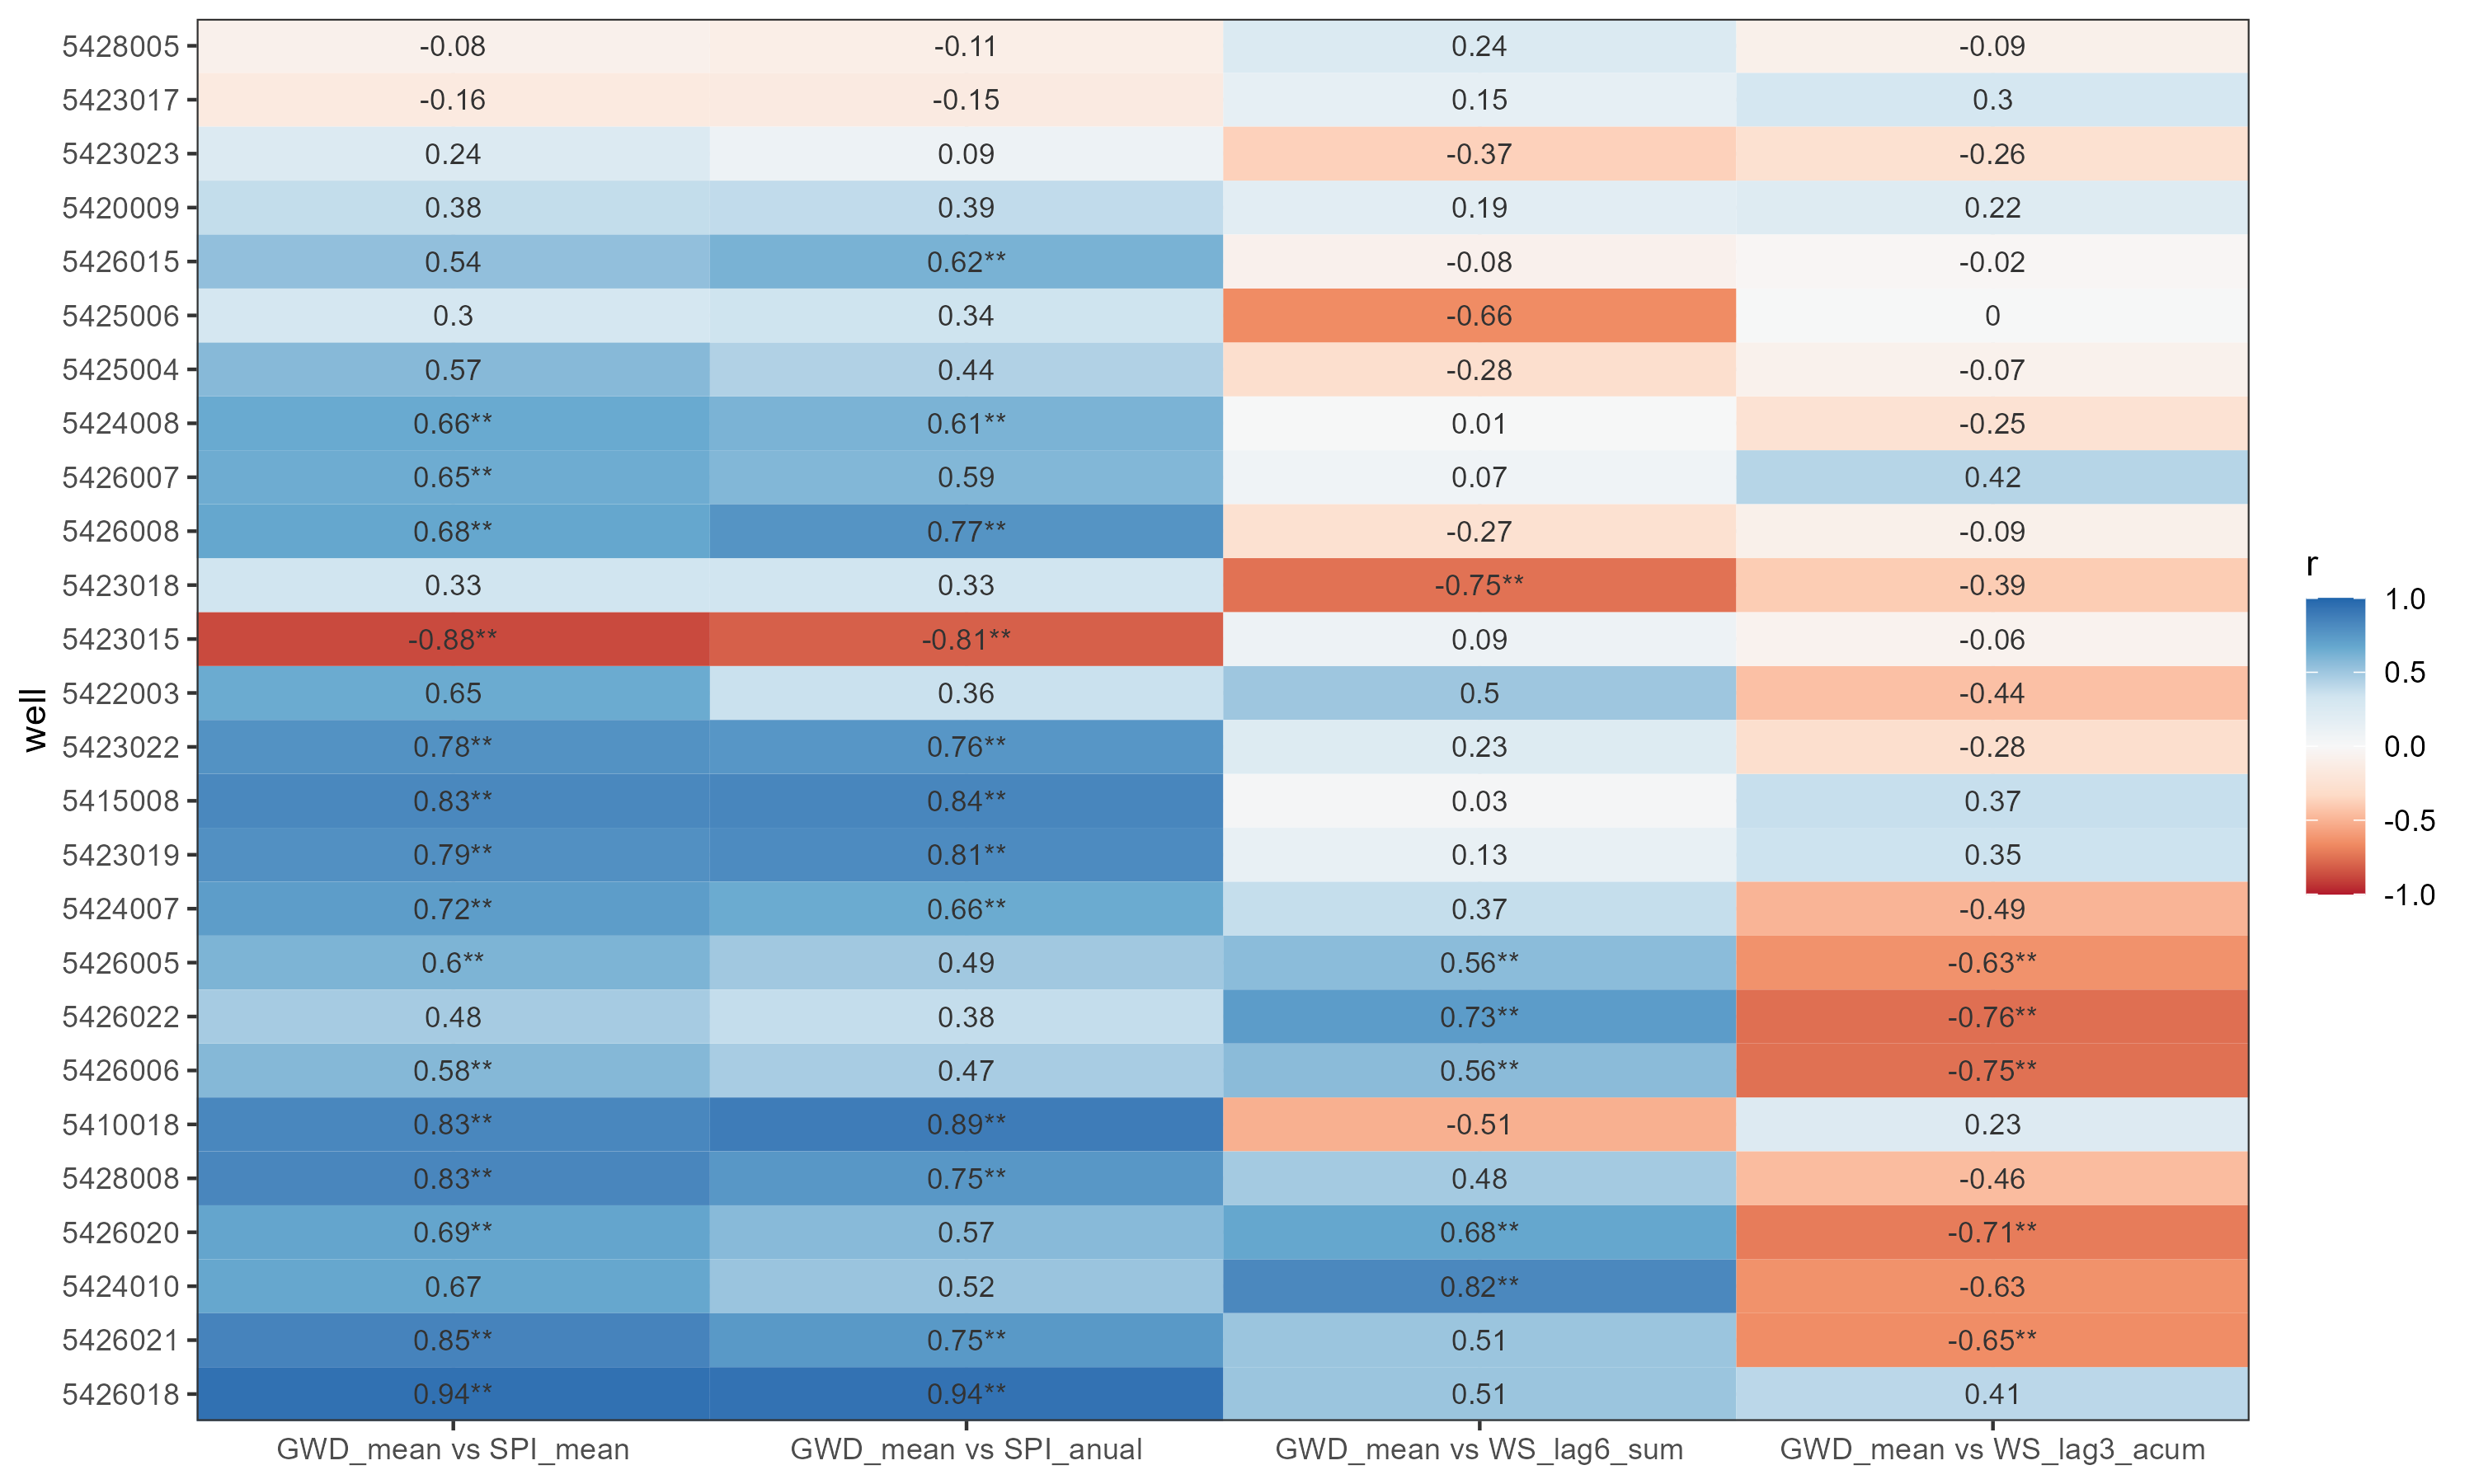 5428005 -0.08 -0.11 0.24 -0.09
5423017 -0.16 -0.15 0.15 0.3
5423023 0.24 0.09 -0.37 -0.26
5420009 0.38 0.39 0.19 0.22
5426015 0.54 0.62** -0.08 -0.02
5425006 0.3 0.34 -0.66 0
5425004 0.57 0.44 -0.28 -0.07
5424008 0.66** 0.61** 0.01 -0.25
5426007 0.65** 0.59 0.07 0.42
5426008 0.68** 0.77** -0.27 -0.09
5423018 0.33 0.33 -0.75** -0.39
5423015 -0.88** -0.81** 0.09 -0.06
5422003 0.65 0.36 0.5 -0.44
5423022 0.78** 0.76** 0.23 -0.28
5415008 0.83** 0.84** 0.03 0.37
5423019 0.79** 0.81** 0.13 0.35
5424007 0.72** 0.66** 0.37 -0.49
5426005 0.6** 0.49 0.56** -0.63**
5426022 0.48 0.38 0.73** -0.76**
5426006 0.58** 0.47 0.56** -0.75**
5410018 0.83** 0.89** -0.51 0.23
5428008 0.83** 0.75** 0.48 -0.46
5426020 0.69** 0.57 0.68** -0.71**
5424010 0.67 0.52 0.82** -0.63
5426021 0.85** 0.75** 0.51 -0.65**
5426018 0.94** 0.94** 0.51 0.41
GWD_mean vs SPI_mean GWD_mean vs SPI_anual GWD_mean vs WS_lag6_sum GWD_mean vs WS_lag3_acum
well
r
1.0
0.5
0.0
-0.5
-1.0